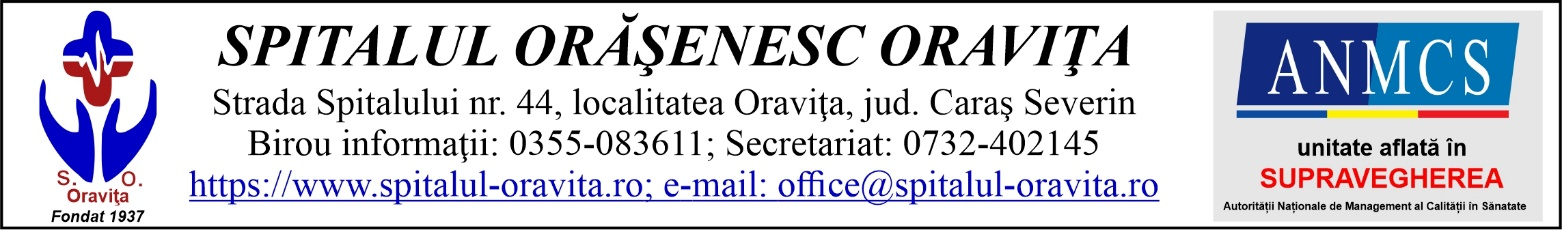 S. O.
Oraviţa
Fondat 1937
SPITALUL ORĂŞENESC ORAVIŢA
Strada Spitalului nr. 44, localitatea Oraviţa, jud. Caraş Severin
Birou informaţii: 0355-083611; Secretariat: 0732-402145
https://www.spitalul-oravita.ro; e-mail: office@spitalul-oravita.ro
ANMCS
unitate aflată în
SUPRAVEGHEREA
Autorității Naționale de Management al Calității în Sănatate